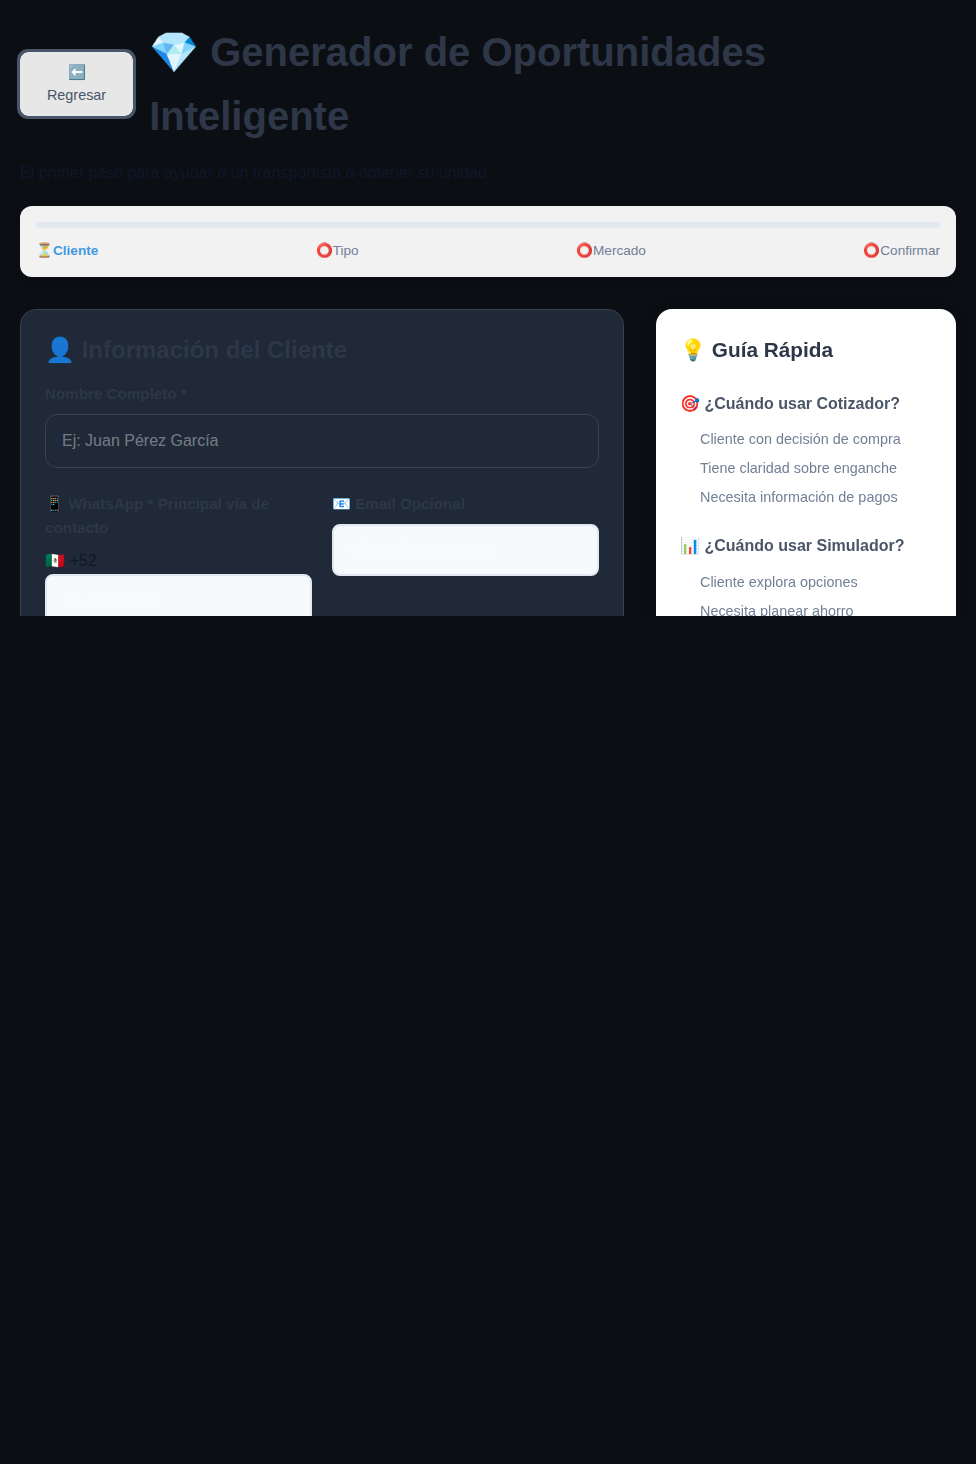 ⬅️
Regresar
💎 Generador de Oportunidades
Inteligente
El primer paso para ayudar a un transportista a obtener su unidad
⏳Cliente
⭕Tipo
⭕Mercado
⭕Confirmar
👤 Información del Cliente
Nombre Completo *
Ej: Juan Pérez García
📱 WhatsApp * Principal vía de
contacto
🇲🇽 +52
📧 Email Opcional
💡 Guía Rápida
🎯 ¿Cuándo usar Cotizador?
Cliente con decisión de compra
Tiene claridad sobre enganche
Necesita información de pagos
📊 ¿Cuándo usar Simulador?
Cliente explora opciones
Necesita planear ahorro